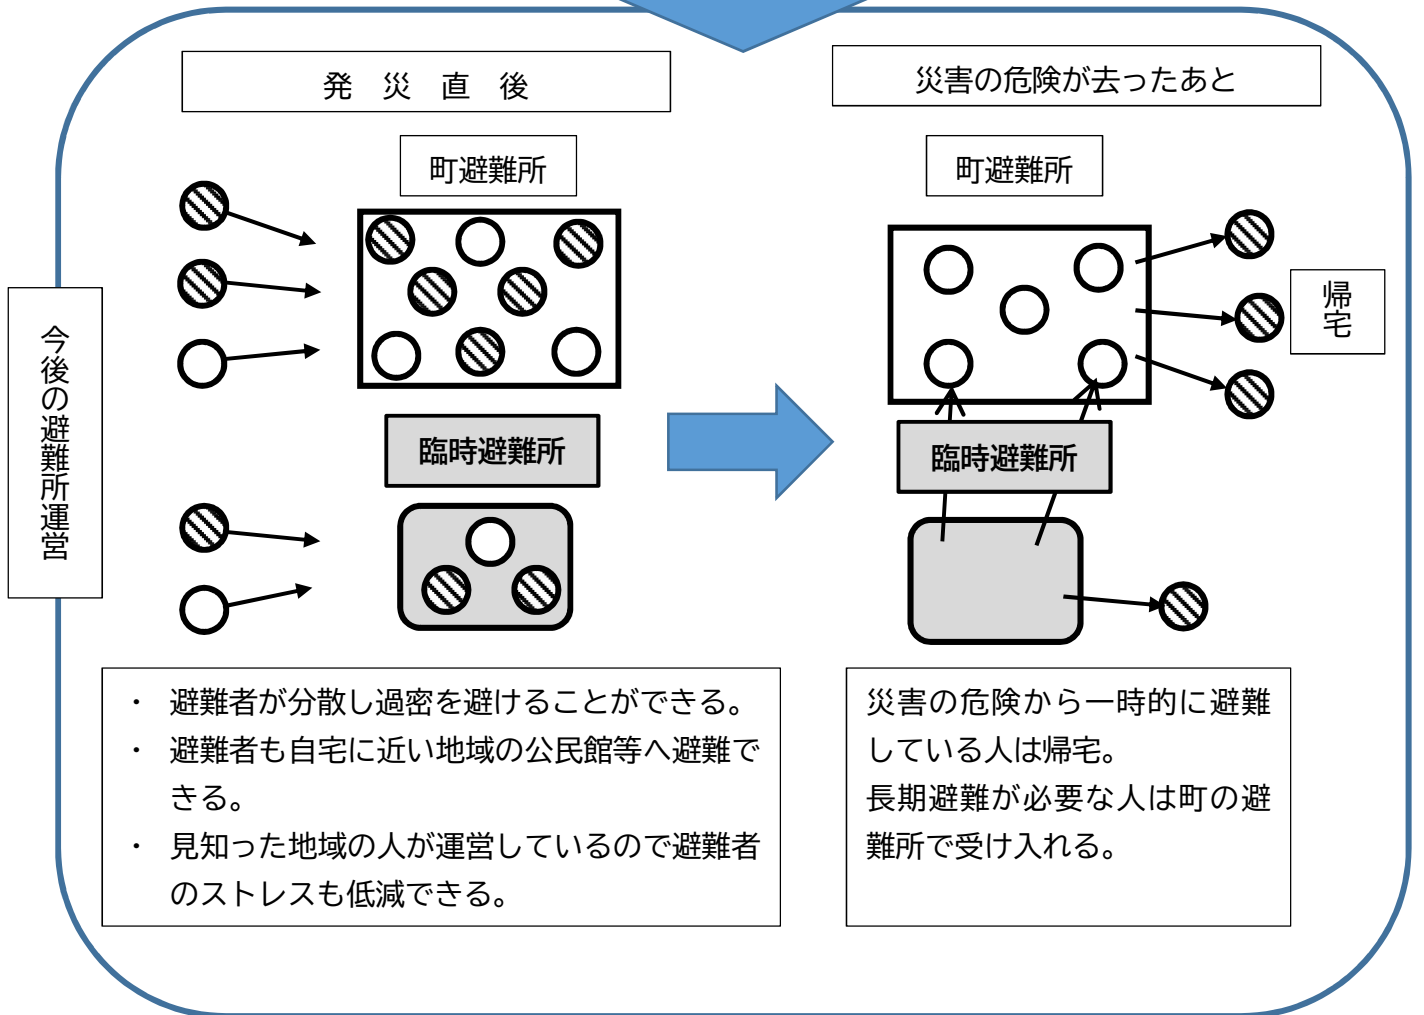 発 災 直 後
災害の危険が去ったあと
町避難所
町避難所
帰宅
今後の避難所運営
臨時避難所
臨時避難所
・ 避難者が分散し過密を避けることができる。
・ 避難者も自宅に近い地域の公民館等へ避難で
きる。
・ 見知った地域の人が運営しているので避難者
のストレスも低減できる。
災害の危険から一時的に避難
している人は帰宅。
長期避難が必要な人は町の避
難所で受け入れる。